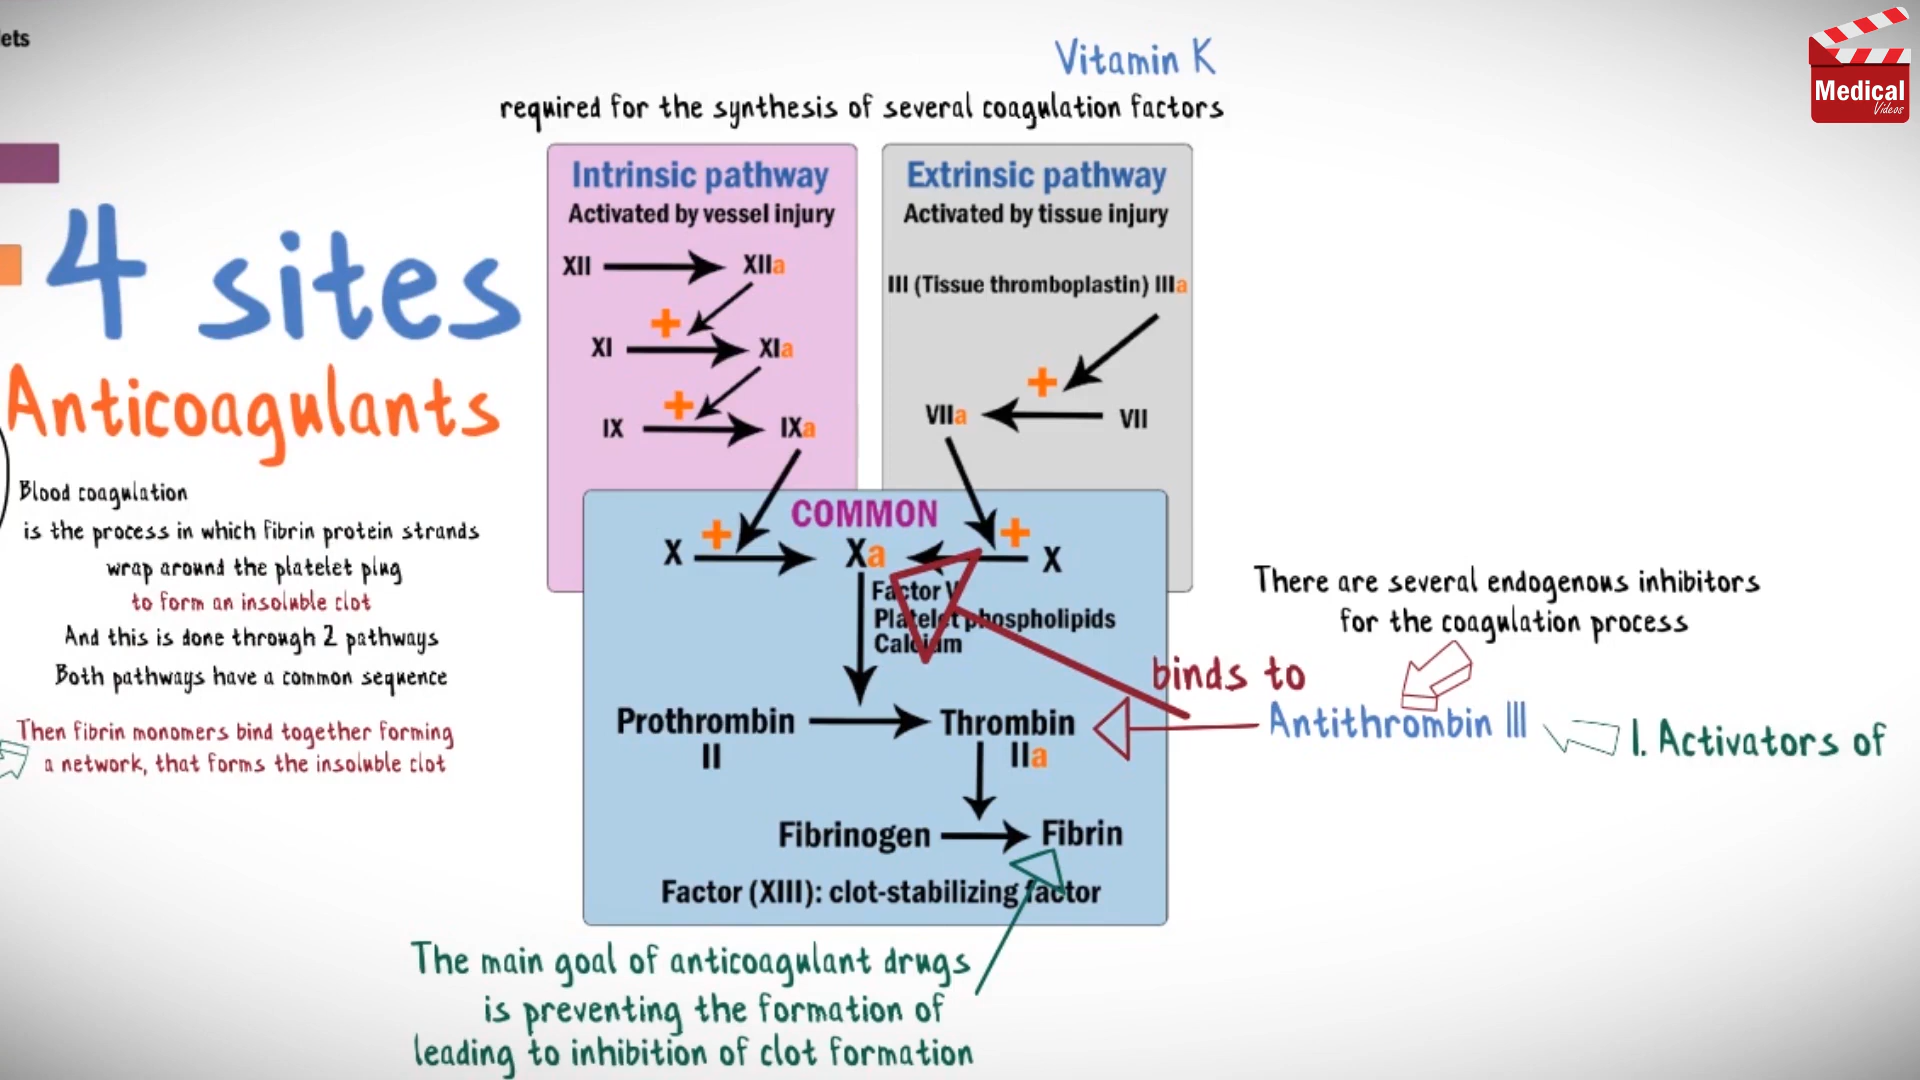 ets
Vitamin K
required for the synthesis of several coagulation factors
Medical
Videos
4 sites
Anticoagulants
Blood coagulation
is the process in which fibrin protein strands
wrap around the platelet plug
to form an insoluble clot
And this is done through 2 pathways
Both pathways have a common sequence
Then fibrin monomers bind together forming
a network, that forms the insoluble clot
Intrinsic pathway
Activated by vessel injury
XII XIIa
+
XI XIa
+
IX IXa
Extrinsic pathway
Activated by tissue injury
III (Tissue thromboplastin) IIIa
+
VIIa VII
COMMON
+ +
X Xa X
Factor V
Platelet phospholipids
Calcium
Prothrombin Thrombin
II IIa
Fibrinogen Fibrin
Factor (XIII): clot-stabilizing factor
There are several endogenous inhibitors
for the coagulation process
binds to
Antithrombin III
1. Activators of
The main goal of anticoagulant drugs
is preventing the formation of
leading to inhibition of clot formation